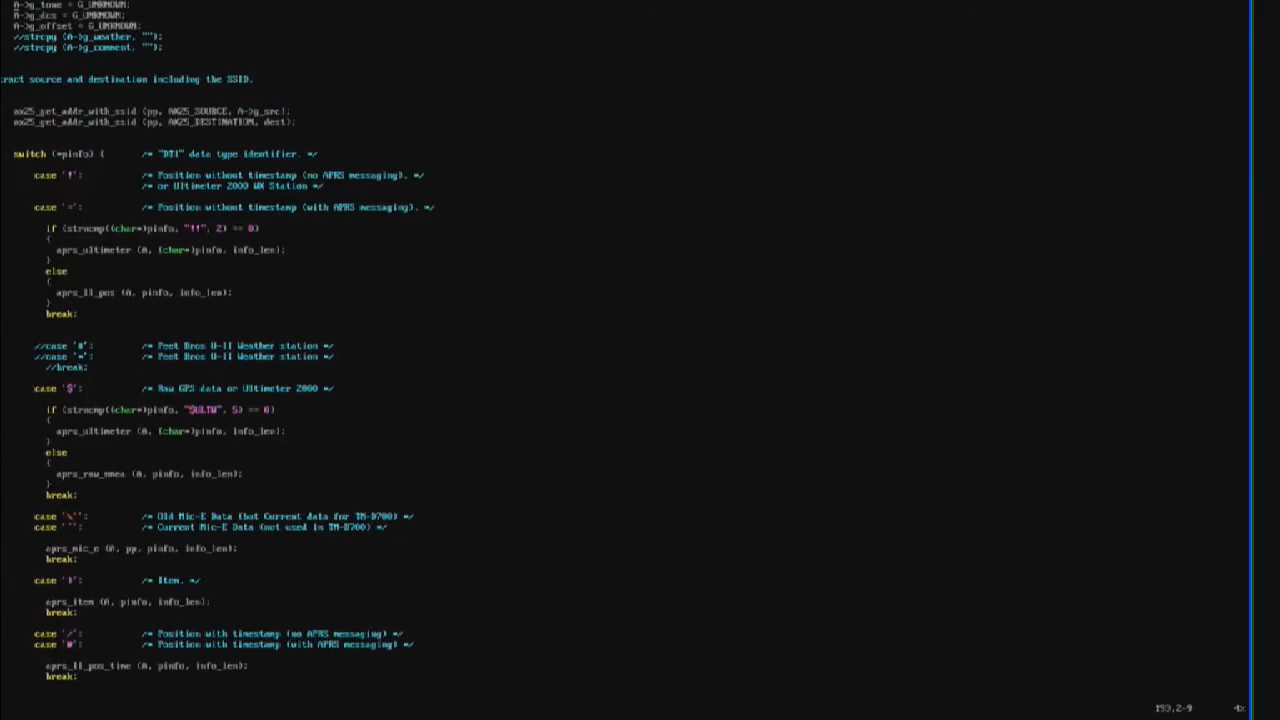 A->g_tone = G_UNKNOWN;
A->g_dcs = G_UNKNOWN;
A->g_offset = G_UNKNOWN;
//strcpy (A->g_weather, "");
//strcpy (A->g_comment, "");
ract source and destination including the SSID.
ax25_get_addr_with_ssid (pp, AX25_SOURCE, A->g_src);
ax25_get_addr_with_ssid (pp, AX25_DESTINATION, dest);
switch (*pinfo) { /* "DTI" data type identifier. */
case '!': /* Position without timestamp (no APRS messaging). */
/* or Ultimeter 2000 WX Station */
case '=': /* Position without timestamp (with APRS messaging). */
if (strncmp((char*)pinfo, "!!", 2) == 0)
{
aprs_ultimeter (A, (char*)pinfo, info_len);
}
else
{
aprs_ll_pos (A, pinfo, info_len);
}
break;
//case '#': /* Peet Bros U-II Weather station */
//case '*': /* Peet Bros U-II Weather station */
//break;
case '$': /* Raw GPS data or Ultimeter 2000 */
if (strncmp((char*)pinfo, "$ULTW", 5) == 0)
{
aprs_ultimeter (A, (char*)pinfo, info_len);
}
else
{
aprs_raw_nmea (A, pinfo, info_len);
}
break;
case '\'': /* Old Mic-E Data (but Current data for TM-D700) */
case '`': /* Current Mic-E Data (not used in TM-D700) */
aprs_mic_e (A, pp, pinfo, info_len);
break;
case ')': /* Item. */
aprs_item (A, pinfo, info_len);
break;
case '/': /* Position with timestamp (no APRS messaging) */
case '@': /* Position with timestamp (with APRS messaging) */
aprs_ll_pos_time (A, pinfo, info_len);
break;
193,2-9 4%